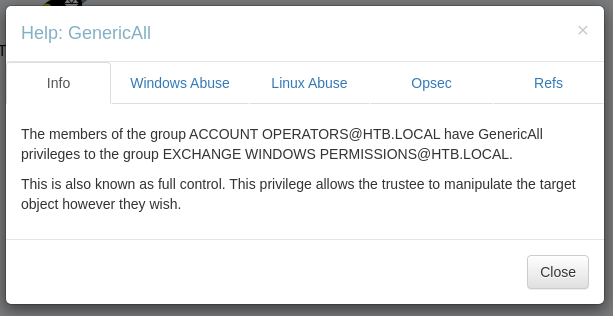 Help: GenericAll
×
T
Info
Windows Abuse
Linux Abuse
Opsec
Refs
The members of the group ACCOUNT OPERATORS@HTB.LOCAL have GenericAll
privileges to the group EXCHANGE WINDOWS PERMISSIONS@HTB.LOCAL.
This is also known as full control. This privilege allows the trustee to manipulate the target
object however they wish.
Close